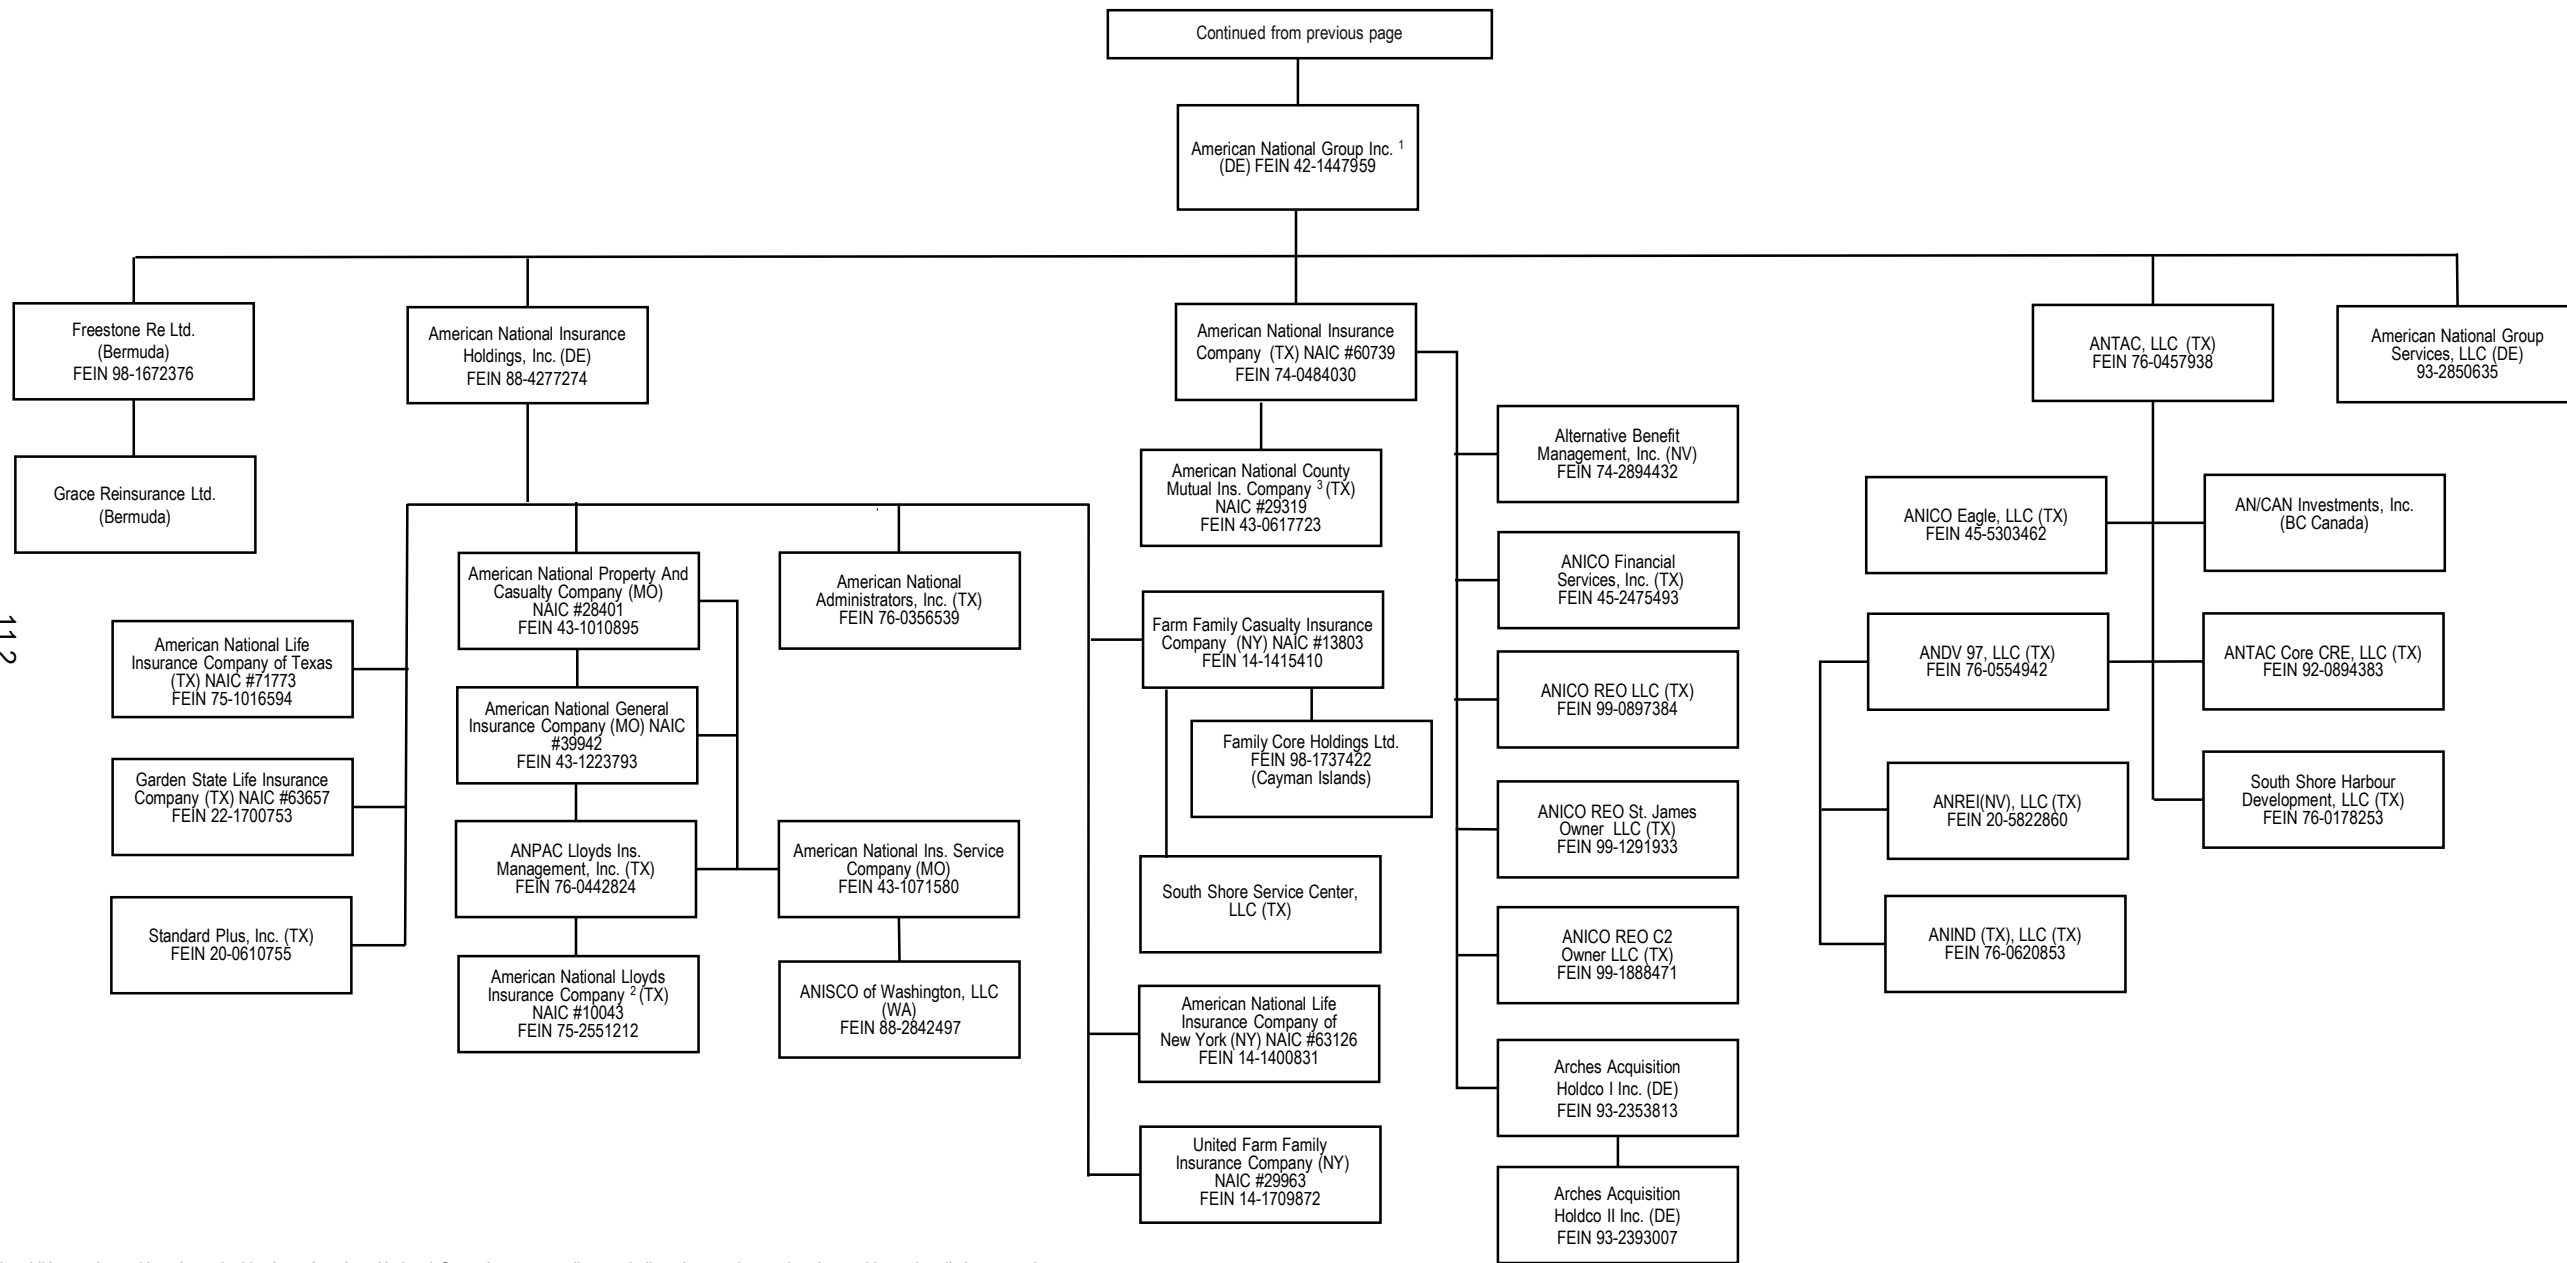 Continued from previous page
American National Group Inc. 1
(DE) FEIN 42-1447959
Freestone Re Ltd.
(Bermuda)
FEIN 98-1672376
American National Insurance
Holdings, Inc. (DE)
FEIN 88-4277274
American National Insurance
Company (TX) NAIC #60739
FEIN 74-0484030
ANTAC, LLC (TX)
FEIN 76-0457938
American National Group
Services, LLC (DE)
93-2850635
Grace Reinsurance Ltd.
(Bermuda)
American National Life
Insurance Company of Texas
(TX) NAIC #71773
FEIN 75-1016594
Garden State Life Insurance
Company (TX) NAIC #63657
FEIN 22-1700753
Standard Plus, Inc. (TX)
FEIN 20-0610755
American National Property And
Casualty Company (MO)
NAIC #28401
FEIN 43-1010895
American National General
Insurance Company (MO) NAIC
#39942
FEIN 43-1223793
ANPAC Lloyds Ins.
Management, Inc. (TX)
FEIN 76-0442824
American National Lloyds
Insurance Company 2 (TX)
NAIC #10043
FEIN 75-2551212
American National
Administrators, Inc. (TX)
FEIN 76-0356539
American National Ins. Service
Company (MO)
FEIN 43-1071580
ANISCO of Washington, LLC
(WA)
FEIN 88-2842497
American National County
Mutual Ins. Company 3 (TX)
NAIC #29319
FEIN 43-0617723
Farm Family Casualty Insurance
Company (NY) NAIC #13803
FEIN 14-1415410
Family Core Holdings Ltd.
FEIN 98-1737422
(Cayman Islands)
South Shore Service Center,
LLC (TX)
American National Life
Insurance Company of
New York (NY) NAIC #63126
FEIN 14-1400831
United Farm Family
Insurance Company (NY)
NAIC #29963
FEIN 14-1709872
Alternative Benefit
Management, Inc. (NV)
FEIN 74-2894432
ANICO Financial
Services, Inc. (TX)
FEIN 45-2475493
ANICO REO LLC (TX)
FEIN 99-0897384
ANICO REO St. James
Owner LLC (TX)
FEIN 99-1291933
ANICO REO C2
Owner LLC (TX)
FEIN 99-1888471
Arches Acquisition
Holdco I Inc. (DE)
FEIN 93-2353813
Arches Acquisition
Holdco II Inc. (DE)
FEIN 93-2393007
ANICO Eagle, LLC (TX)
FEIN 45-5303462
AN/CAN Investments, Inc.
(BC Canada)
ANDV 97, LLC (TX)
FEIN 76-0554942
ANTAC Core CRE, LLC (TX)
FEIN 92-0894383
ANREI(NV), LLC (TX)
FEIN 20-5822860
South Shore Harbour
Development, LLC (TX)
FEIN 76-0178253
ANIND (TX), LLC (TX)
FEIN 76-0620853